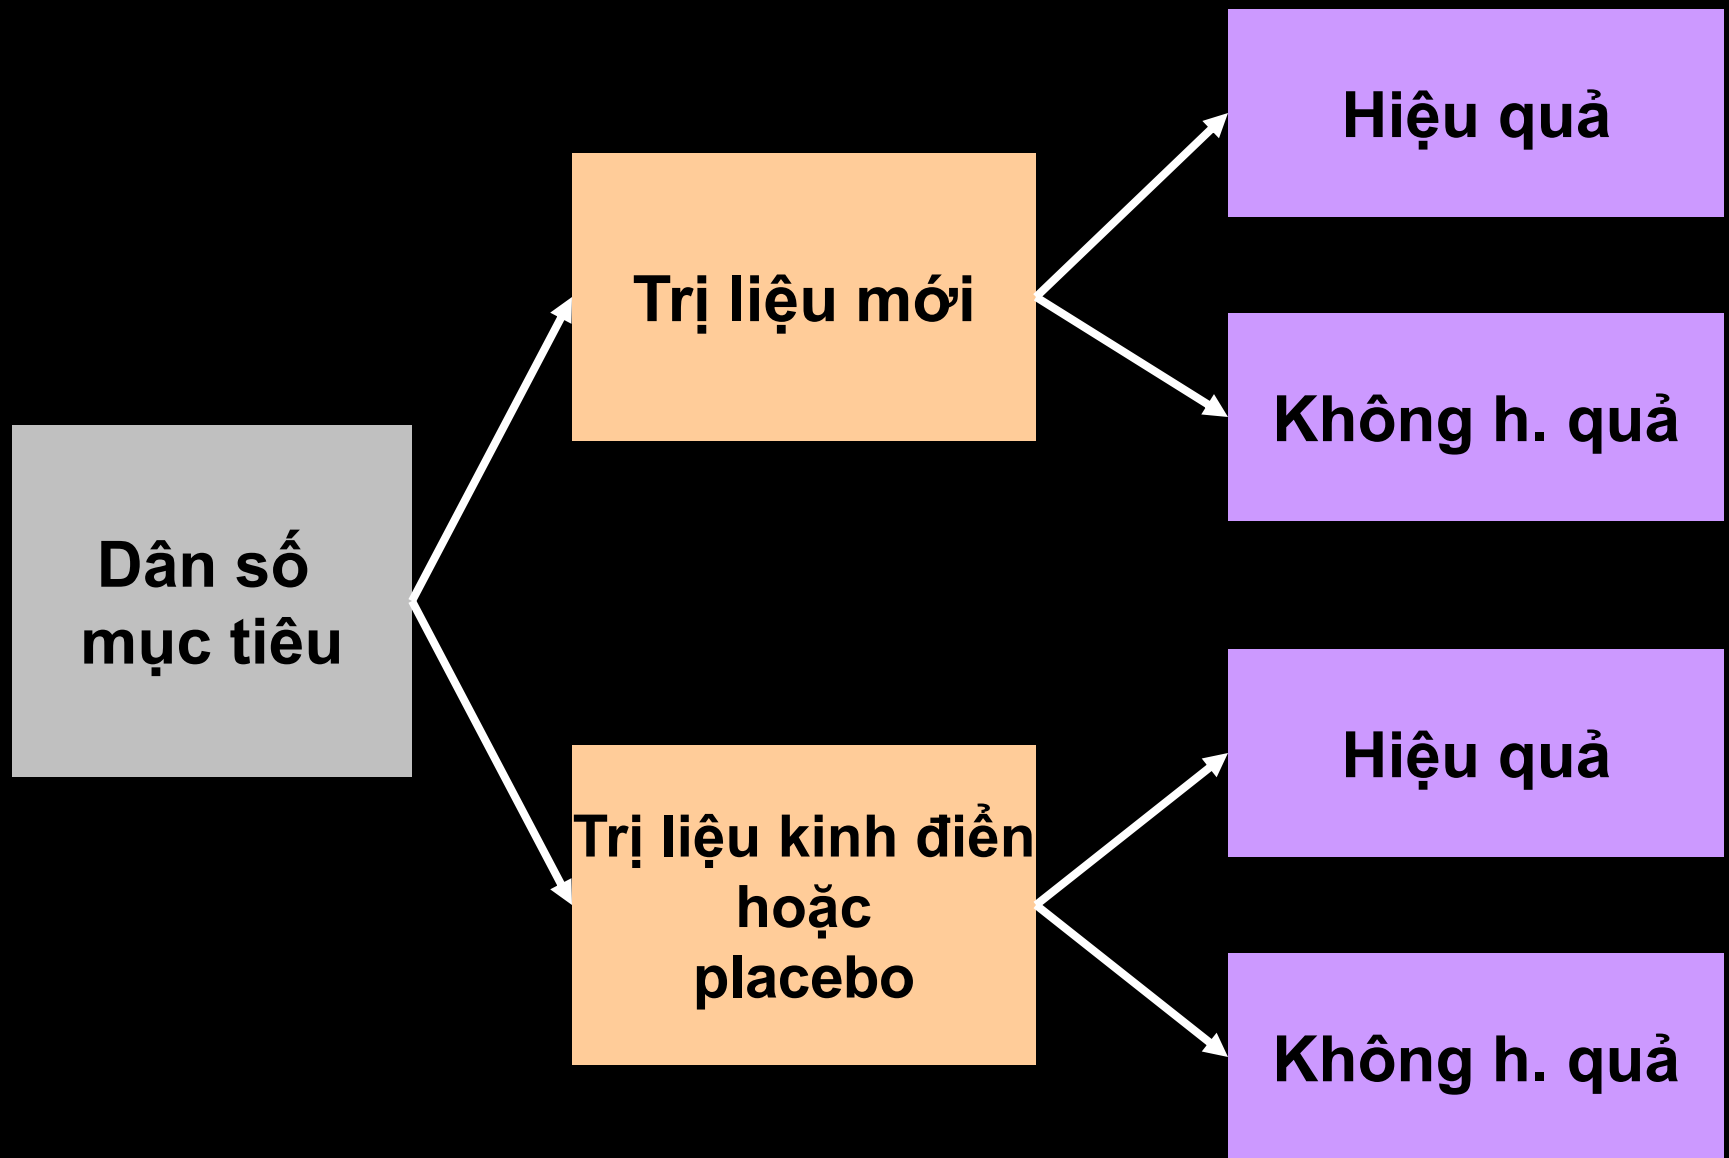 Hiệu quả
Trị liệu mới
Không h. quả
Dân số
mục tiêu
Hiệu quả
Trị liệu kinh điển
hoặc
placebo
Không h. quả